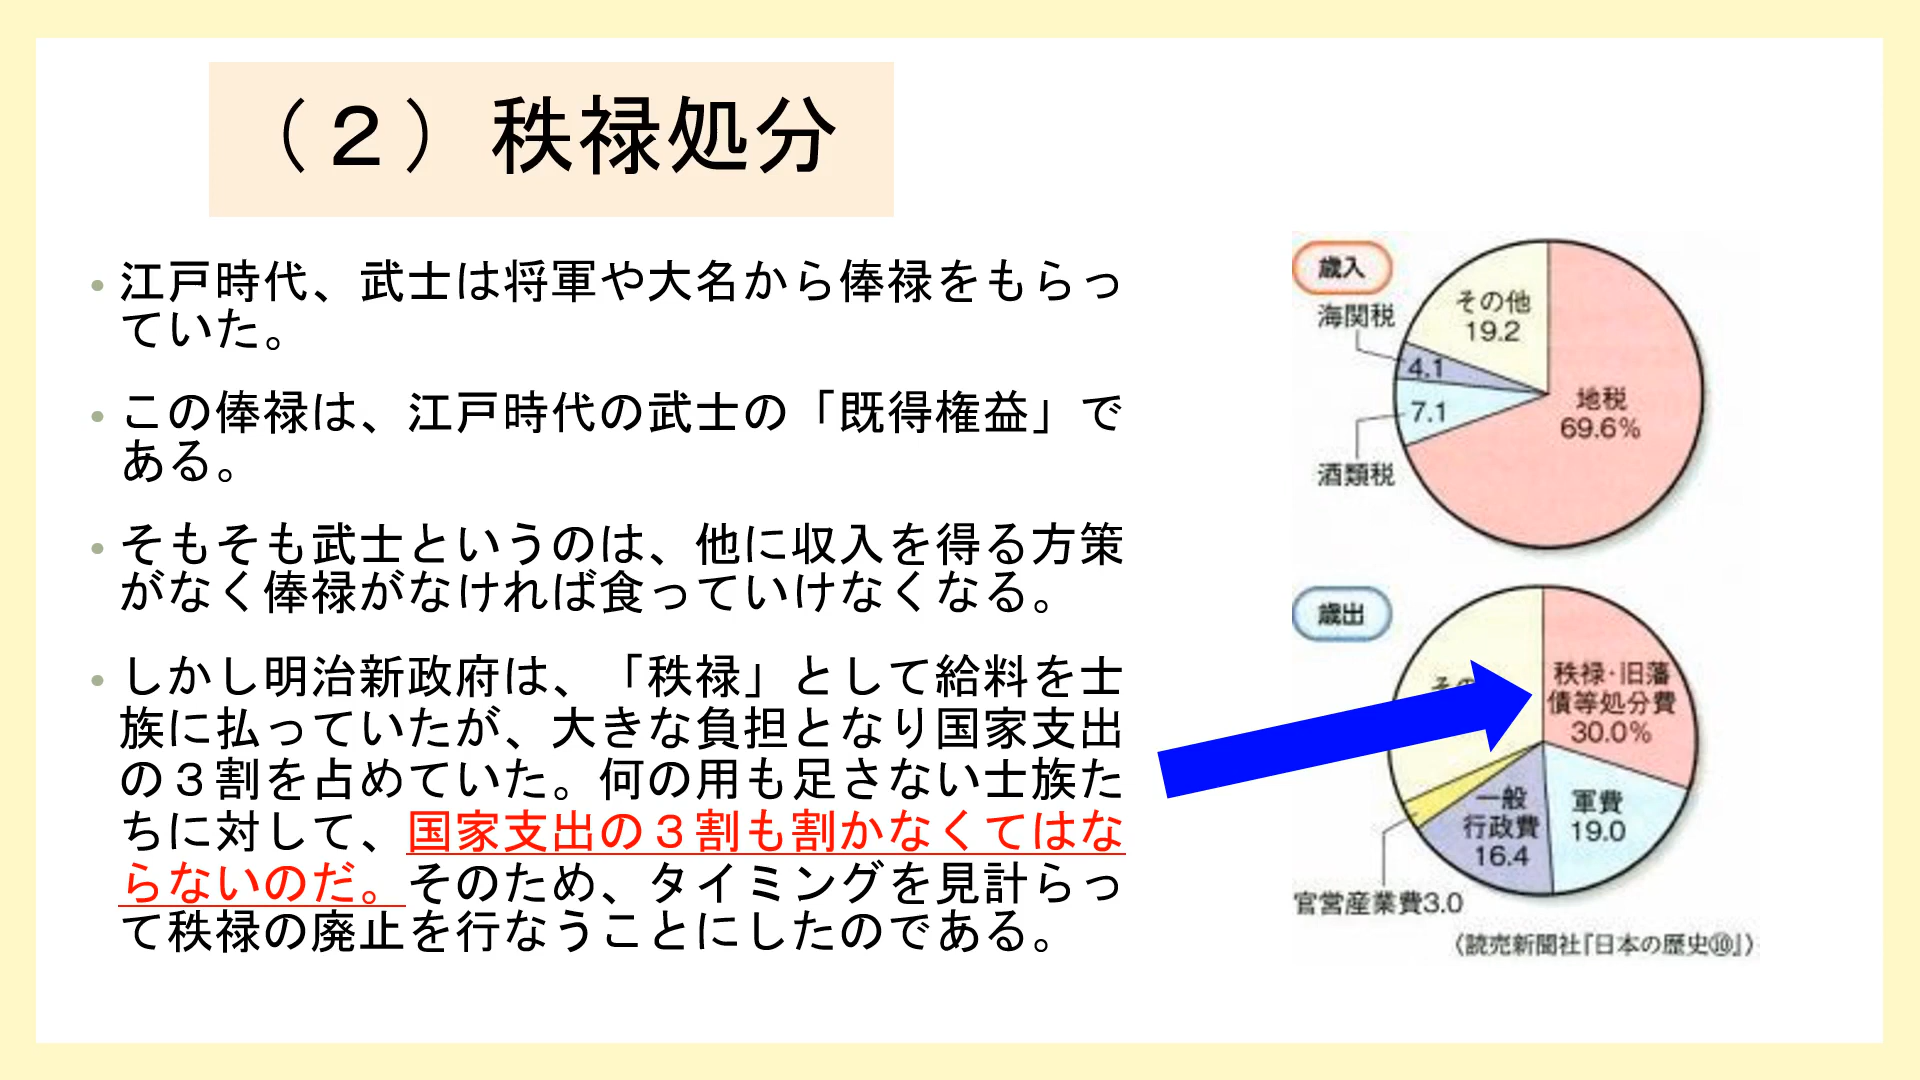 （２）秩禄処分
• 江戸時代、武士は将軍や大名から俸禄をもらっ
ていた。
• この俸禄は、江戸時代の武士の「既得権益」で
ある。
• そもそも武士というのは、他に収入を得る方策
がなく俸禄がなければ食っていけなくなる。
• しかし明治新政府は、「秩禄」として給料を士
族に払っていたが、大きな負担となり国家支出
の３割を占めていた。何の用も足さない士族た
ちに対して、国家支出の３割も割かなくてはな
らないのだ。そのため、タイミングを見計らっ
て秩禄の廃止を行なうことにしたのである。
歳入
その他
19.2
海関税
4.1
7.1
酒類税
地税
69.6%
歳出
その
秩禄・旧藩
債等処分費
30.0%
一般
行政費
16.4
軍費
19.0
官営産業費3.0
（読売新聞社『日本の歴史⑩』）